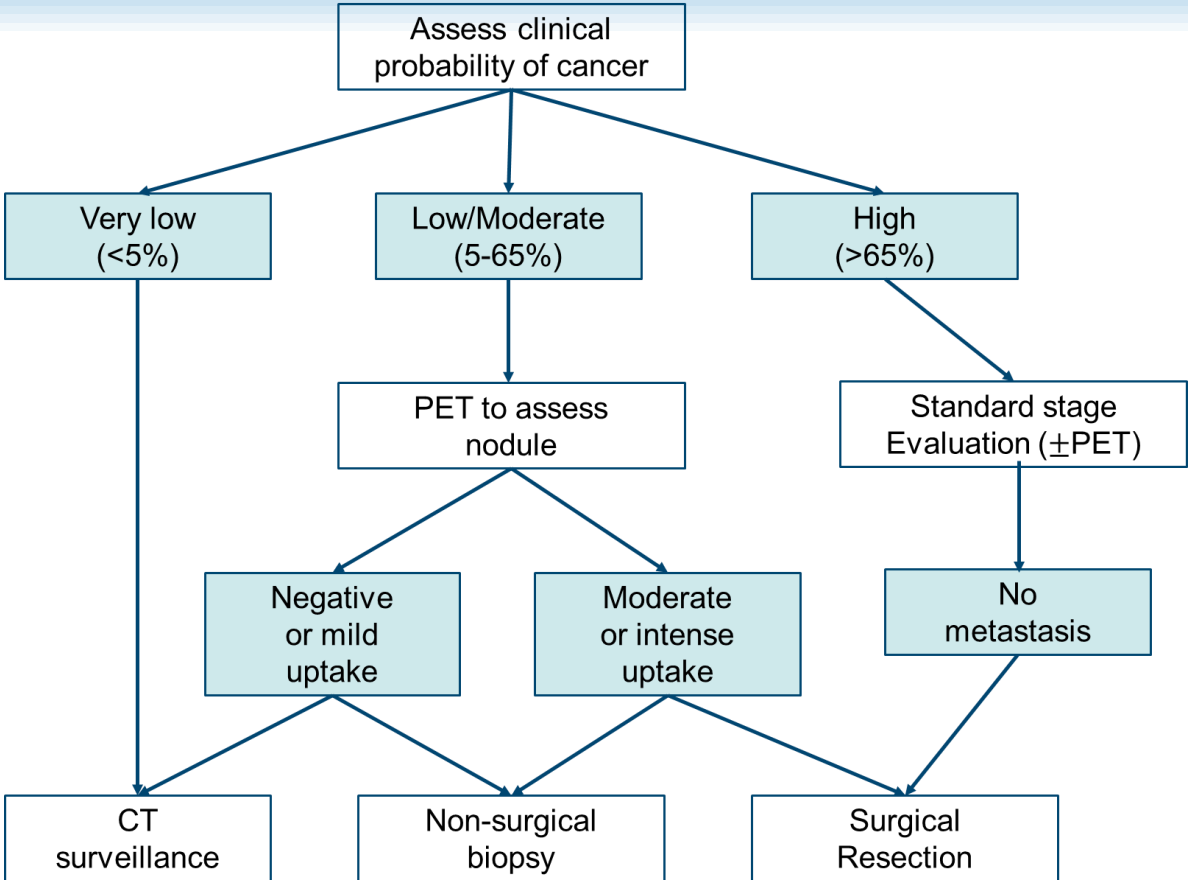 Assess clinical
probability of cancer
Very low
(<5%)
Low/Moderate
(5-65%)
High
(>65%)
PET to assess
nodule
Standard stage
Evaluation (±PET)
Negative
or mild
uptake
Moderate
or intense
uptake
No
metastasis
CT
surveillance
Non-surgical
biopsy
Surgical
Resection